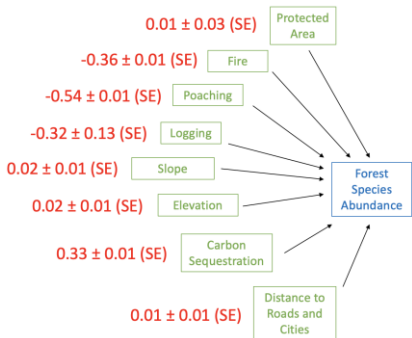 0.01 ± 0.03 (SE)
Protected
Area
-0.36 ± 0.01 (SE)
Fire
-0.54 ± 0.01 (SE)
Poaching
-0.32 ± 0.13 (SE)
Logging
0.02 ± 0.01 (SE)
Slope
0.02 ± 0.01 (SE)
Elevation
0.33 ± 0.01 (SE)
Carbon
Sequestration
0.01 ± 0.01 (SE)
Distance to
Roads and
Cities
Forest
Species
Abundance